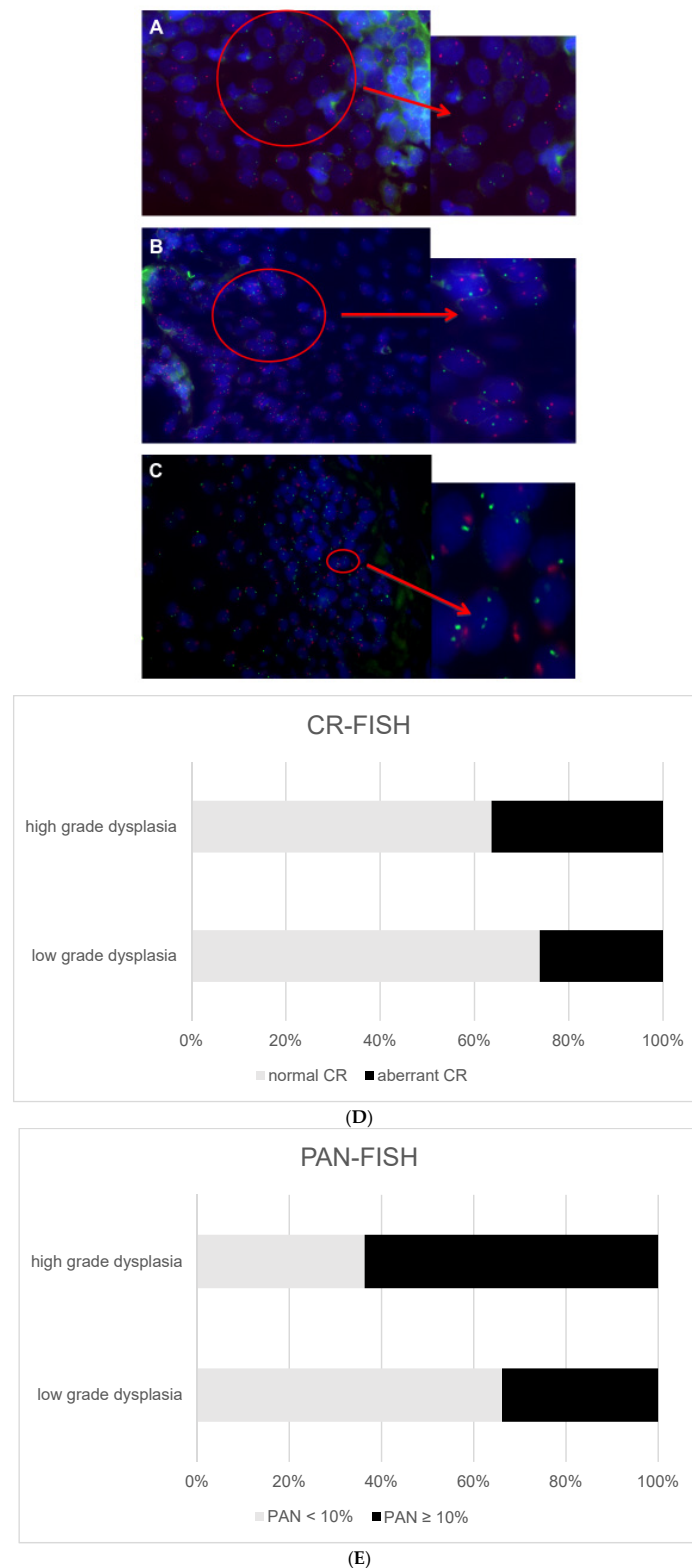 A
B
C
CR-FISH
high grade dysplasia
low grade dysplasia
0% 20% 40% 60% 80% 100%
normal CR aberrant CR
(D)
PAN-FISH
high grade dysplasia
low grade dysplasia
0% 20% 40% 60% 80% 100%
PAN < 10% PAN ≥ 10%
(E)